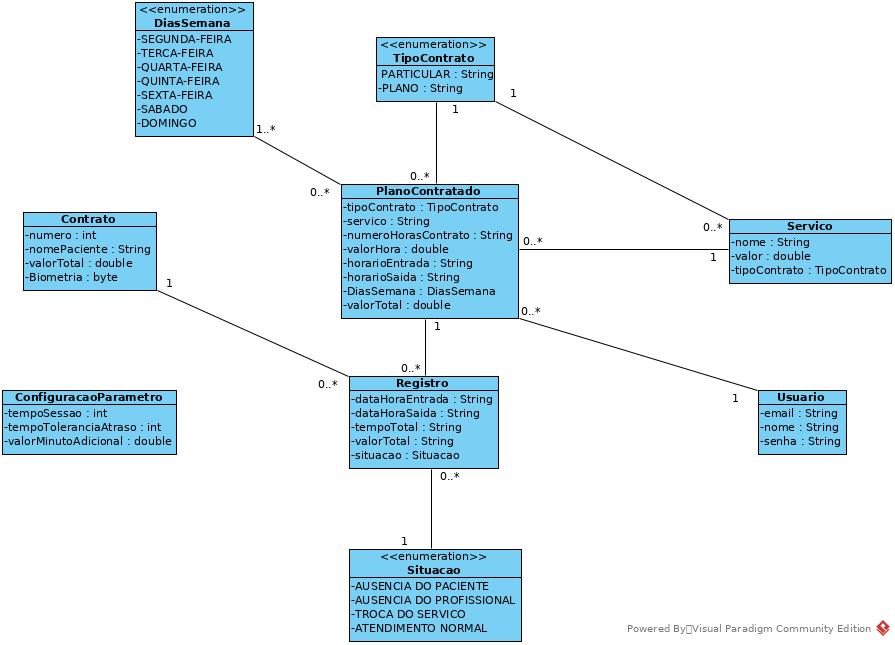 <<enumeration>>
DiasSemana
-SEGUNDA-FEIRA
-TERCA-FEIRA
-QUARTA-FEIRA
-QUINTA-FEIRA
-SEXTA-FEIRA
-SABADO
-DOMINGO
1..*
0..*
<<enumeration>>
TipoContrato
PARTICULAR : String
-PLANO : String
1
1
0..*
0..*
PlanoContratado
-tipoContrato : TipoContrato
-servico : String
-numeroHorasContrato : String
-valorHora : double
-horarioEntrada : String
-horarioSaida : String
-DiasSemana : DiasSemana
-valorTotal : double
0..*
1
Servico
-nome : String
-valor : double
-tipoContrato : TipoContrato
Contrato
-numero : int
-nomePaciente : String
-valorTotal : double
-Biometria : byte
1
0..*
1
0..*
0..*
1
ConfiguracaoParametro
-tempoSessao : int
-tempoToleranciaAtraso : int
-valorMinutoAdicional : double
Registro
-dataHoraEntrada : String
-dataHoraSaida : String
-tempoTotal : String
-valorTotal : String
-situacao : Situacao
Usuario
-email : String
-nome : String
-senha : String
0..*
1
<<enumeration>>
Situacao
-AUSENCIA DO PACIENTE
-AUSENCIA DO PROFISSIONAL
-TROCA DO SERVICO
-ATENDIMENTO NORMAL
Powered By Visual Paradigm Community Edition